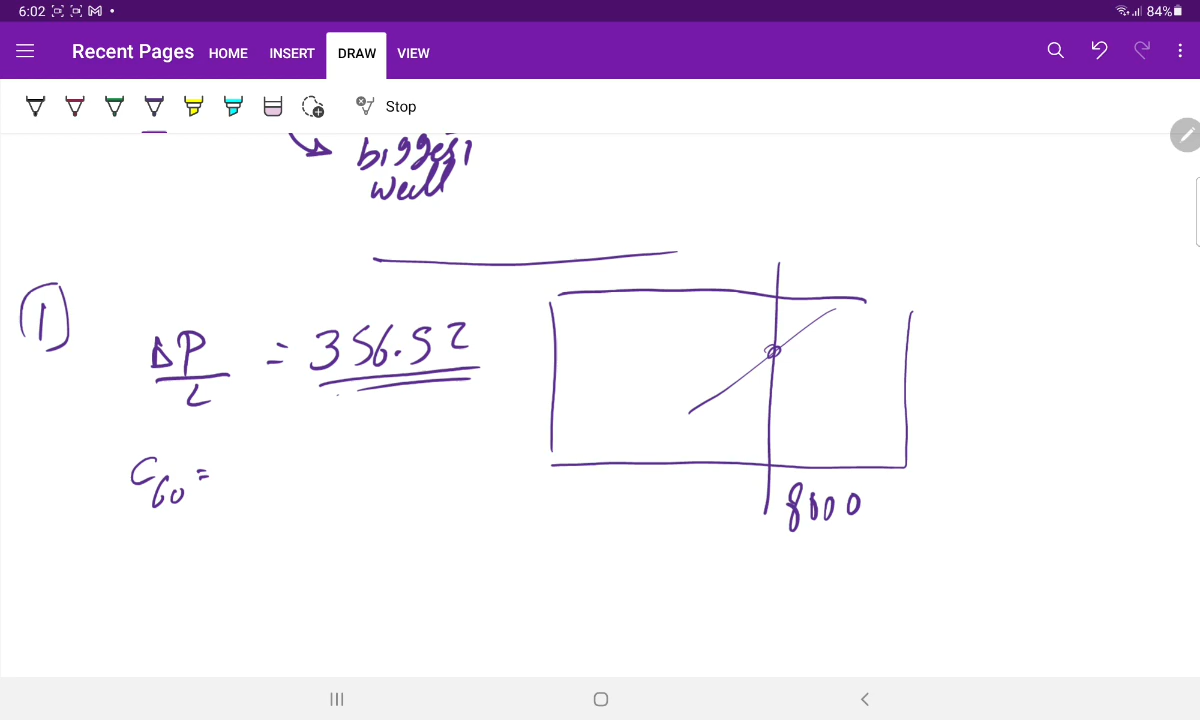 6:02 84%
Recent Pages HOME INSERT DRAW VIEW
Stop
biggest
well
1
ΔP/L = 356.52
C60 =
8000